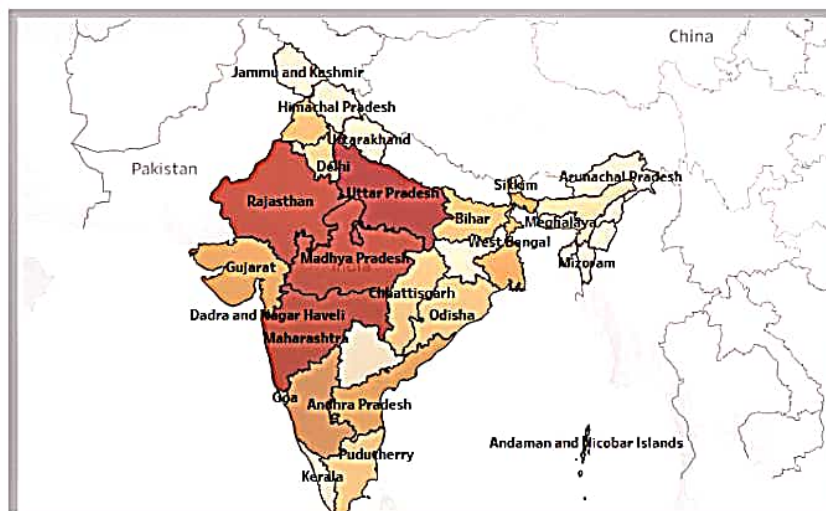 China
Jammu and Kashmir
Himachal Pradesh
Uttarakhand
Pakistan
Delhi
Sikkim
Arunachal Pradesh
Rajasthan
Uttar Pradesh
Bihar
Meghalaya
West Bengal
Madhya Pradesh
India
Mizoram
Gujarat
Chhattisgarh
Dadra and Nagar Haveli
Odisha
Maharashtra
Goa
Andhra Pradesh
Andaman and Nicobar Islands
Puducherry
Kerala